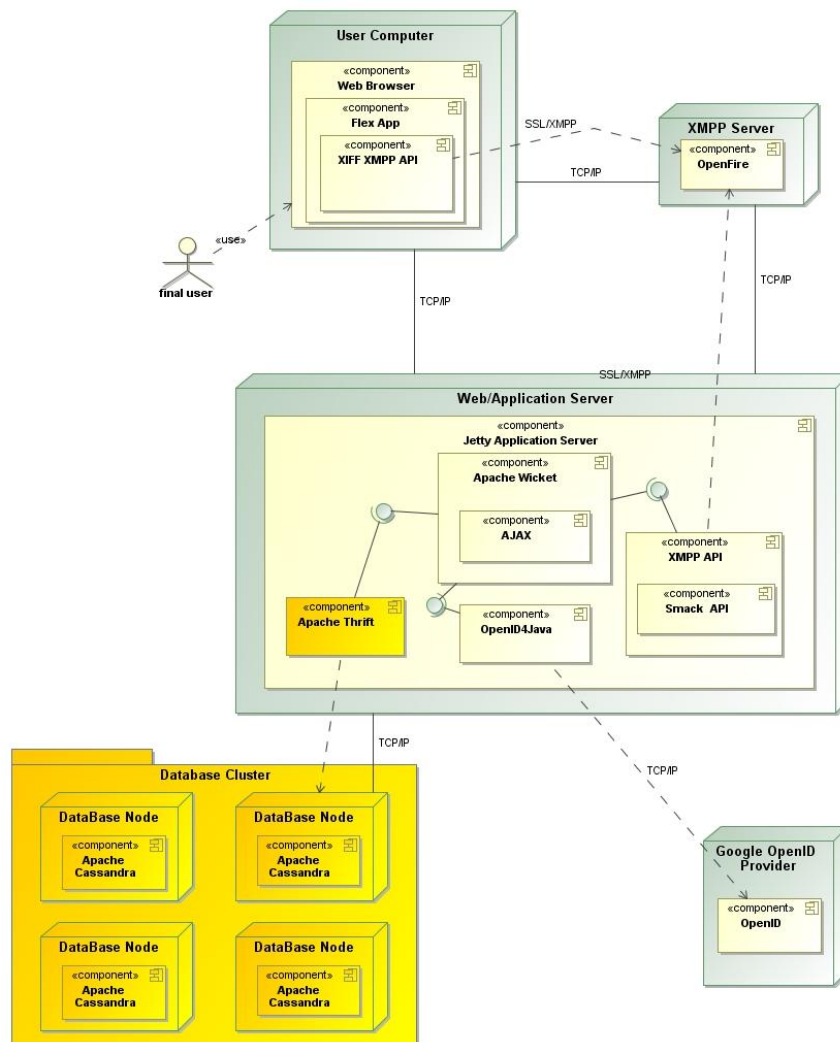 User Computer
«component»
Web Browser
«component»
Flex App
«component»
XIFF XMPP API
SSL/XMPP
XMPP Server
«component»
OpenFire
TCP/IP
«use»
final user
TCP/IP
TCP/IP
SSL/XMPP
Web/Application Server
«component»
Jetty Application Server
«component»
Apache Wicket
«component»
AJAX
«component»
XMPP API
«component»
Smack API
«component»
Apache Thrift
«component»
OpenID4Java
TCP/IP
TCP/IP
Database Cluster
DataBase Node
«component»
Apache
Cassandra
DataBase Node
«component»
Apache
Cassandra
DataBase Node
«component»
Apache
Cassandra
DataBase Node
«component»
Apache
Cassandra
Google OpenID
Provider
«component»
OpenID